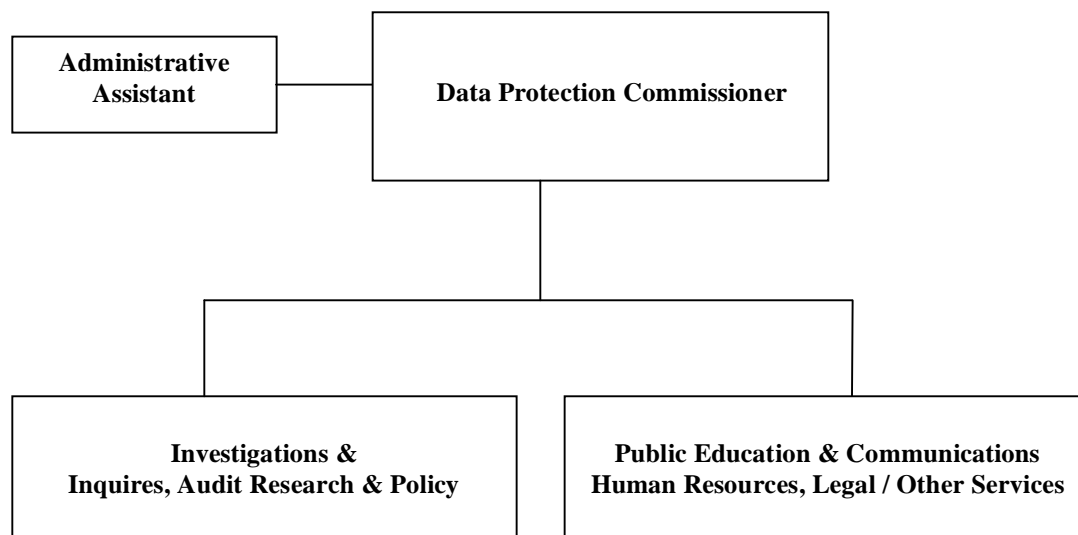 Administrative
Assistant
Data Protection Commissioner
Investigations &
Inquires, Audit Research & Policy
Public Education & Communications
Human Resources, Legal / Other Services